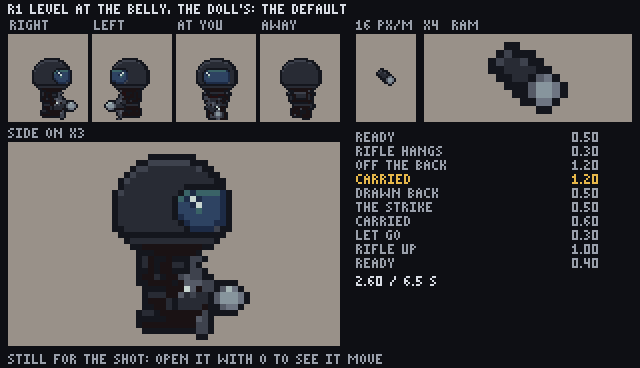 R1 LEVEL AT THE BELLY, THE DOLL'S: THE DEFAULT
RIGHT LEFT AT YOU AWAY 16 PX/M X4 RAM
SIDE ON X3
READY 0.50
RIFLE HANGS 0.30
OFF THE BACK 1.20
CARRIED 1.20
DRAWN BACK 0.50
THE STRIKE 0.50
CARRIED 0.60
LET GO 0.30
RIFLE UP 1.00
READY 0.40
2.60 / 6.5 S
STILL FOR THE SHOT: OPEN IT WITH O TO SEE IT MOVE